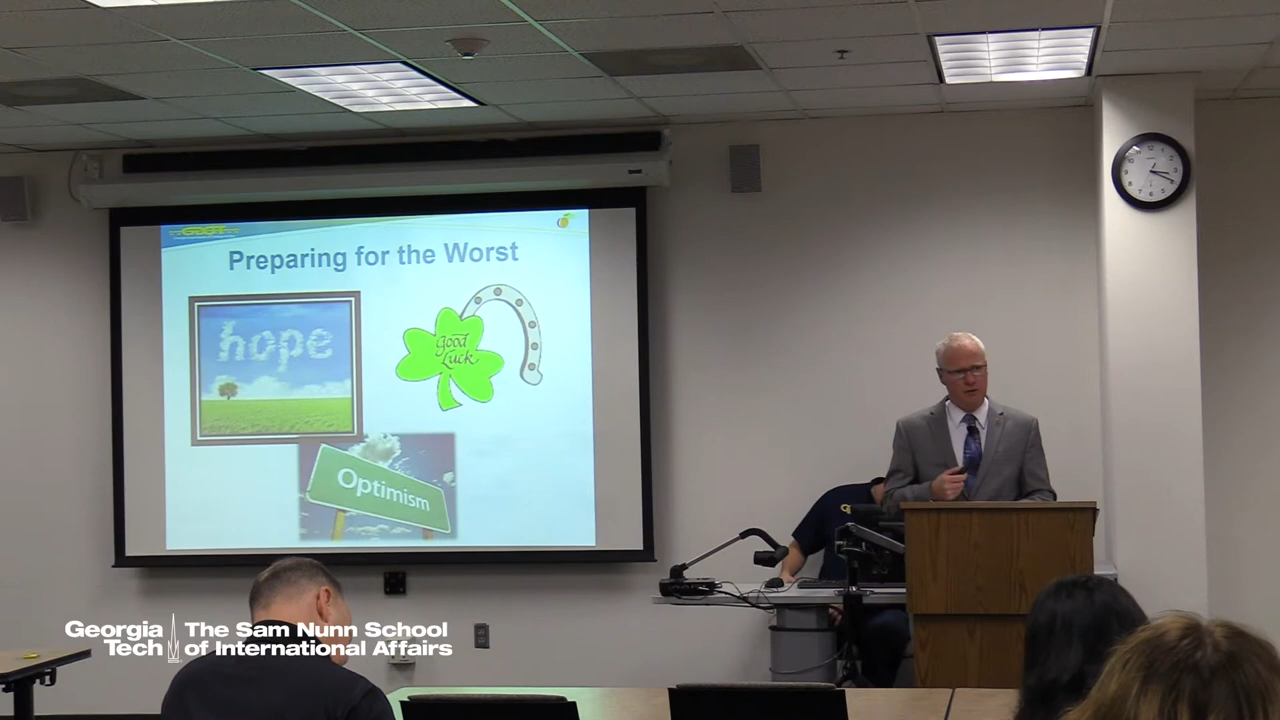 Preparing for the Worst
hope
Good
Luck
Optimism
Georgia
Tech
The Sam Nunn School
of International Affairs